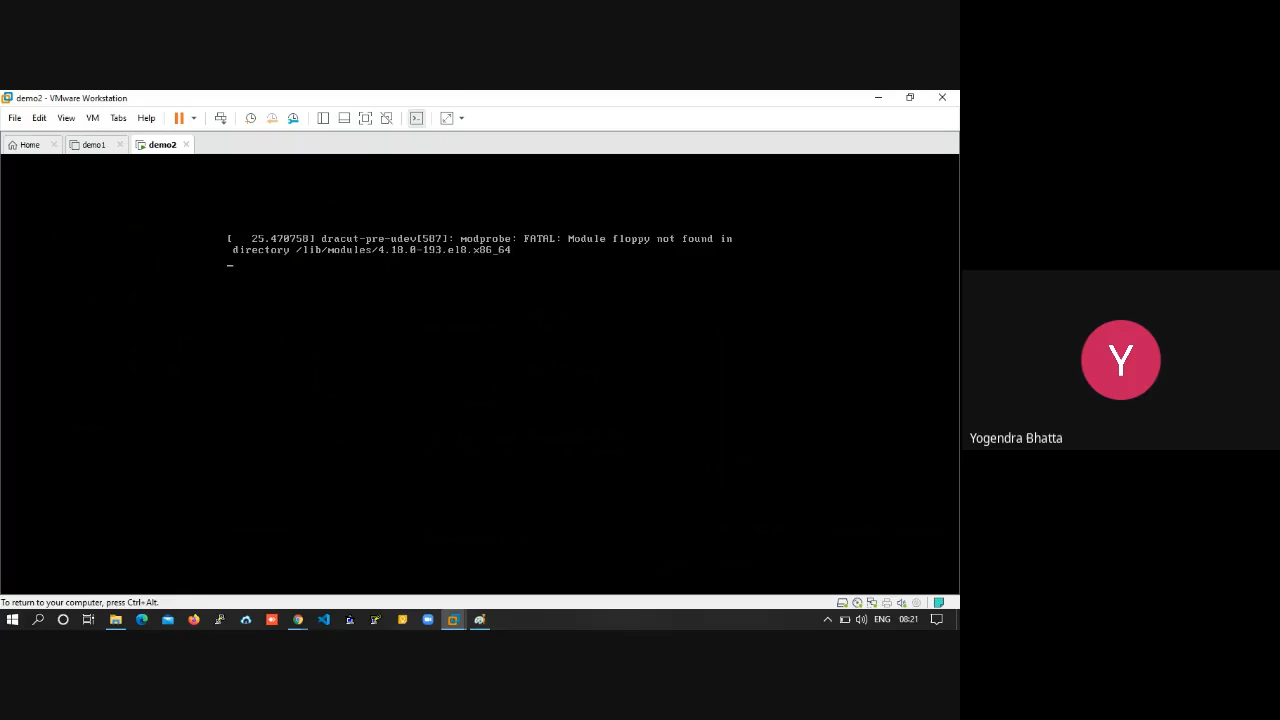 demo2 - VMware Workstation
File Edit View VM Tabs Help
Home demo1 demo2
[ 25.470758] dracut-pre-udev[587]: modprobe: FATAL: Module floppy not found in
directory /lib/modules/4.18.0-193.el8.x86_64
Y
Yogendra Bhatta
To return to your computer, press Ctrl+Alt.
ENG 08:21